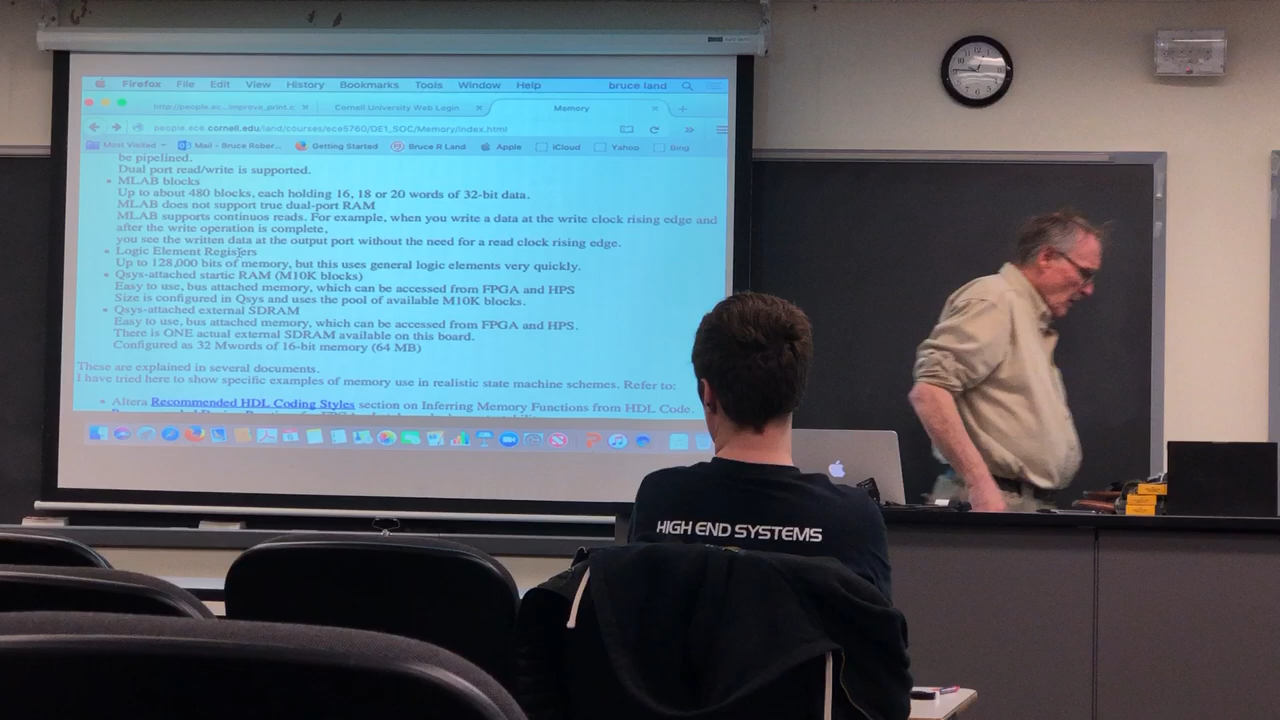 Firefox File Edit View History Bookmarks Tools Window Help bruce land
http://people.ec...improve_print.c Cornell University Web Login Memory
people.ece.cornell.edu/land/courses/ece5760/DE1_SOC/Memory/index.html
Most Visited Mail - Bruce Rober... Getting Started Bruce R Land Apple iCloud Yahoo Bing
be pipelined.
Dual port read/write is supported.
• MLAB blocks
Up to about 480 blocks, each holding 16, 18 or 20 words of 32-bit data.
MLAB does not support true dual-port RAM
MLAB supports continuos reads. For example, when you write a data at the write clock rising edge and
after the write operation is complete,
you see the written data at the output port without the need for a read clock rising edge.
• Logic Element Registers
Up to 128,000 bits of memory, but this uses general logic elements very quickly.
• Qsys-attached startic RAM (M10K blocks)
Easy to use, bus attached memory, which can be accessed from FPGA and HPS
Size is configured in Qsys and uses the pool of available M10K blocks.
• Qsys-attached external SDRAM
Easy to use, bus attached memory, which can be accessed from FPGA and HPS.
There is ONE actual external SDRAM available on this board.
Configured as 32 Mwords of 16-bit memory (64 MB)
These are explained in several documents.
I have tried here to show specific examples of memory use in realistic state machine schemes. Refer to:
• Altera Recommended HDL Coding Styles section on Inferring Memory Functions from HDL Code.
HIGH END SYSTEMS